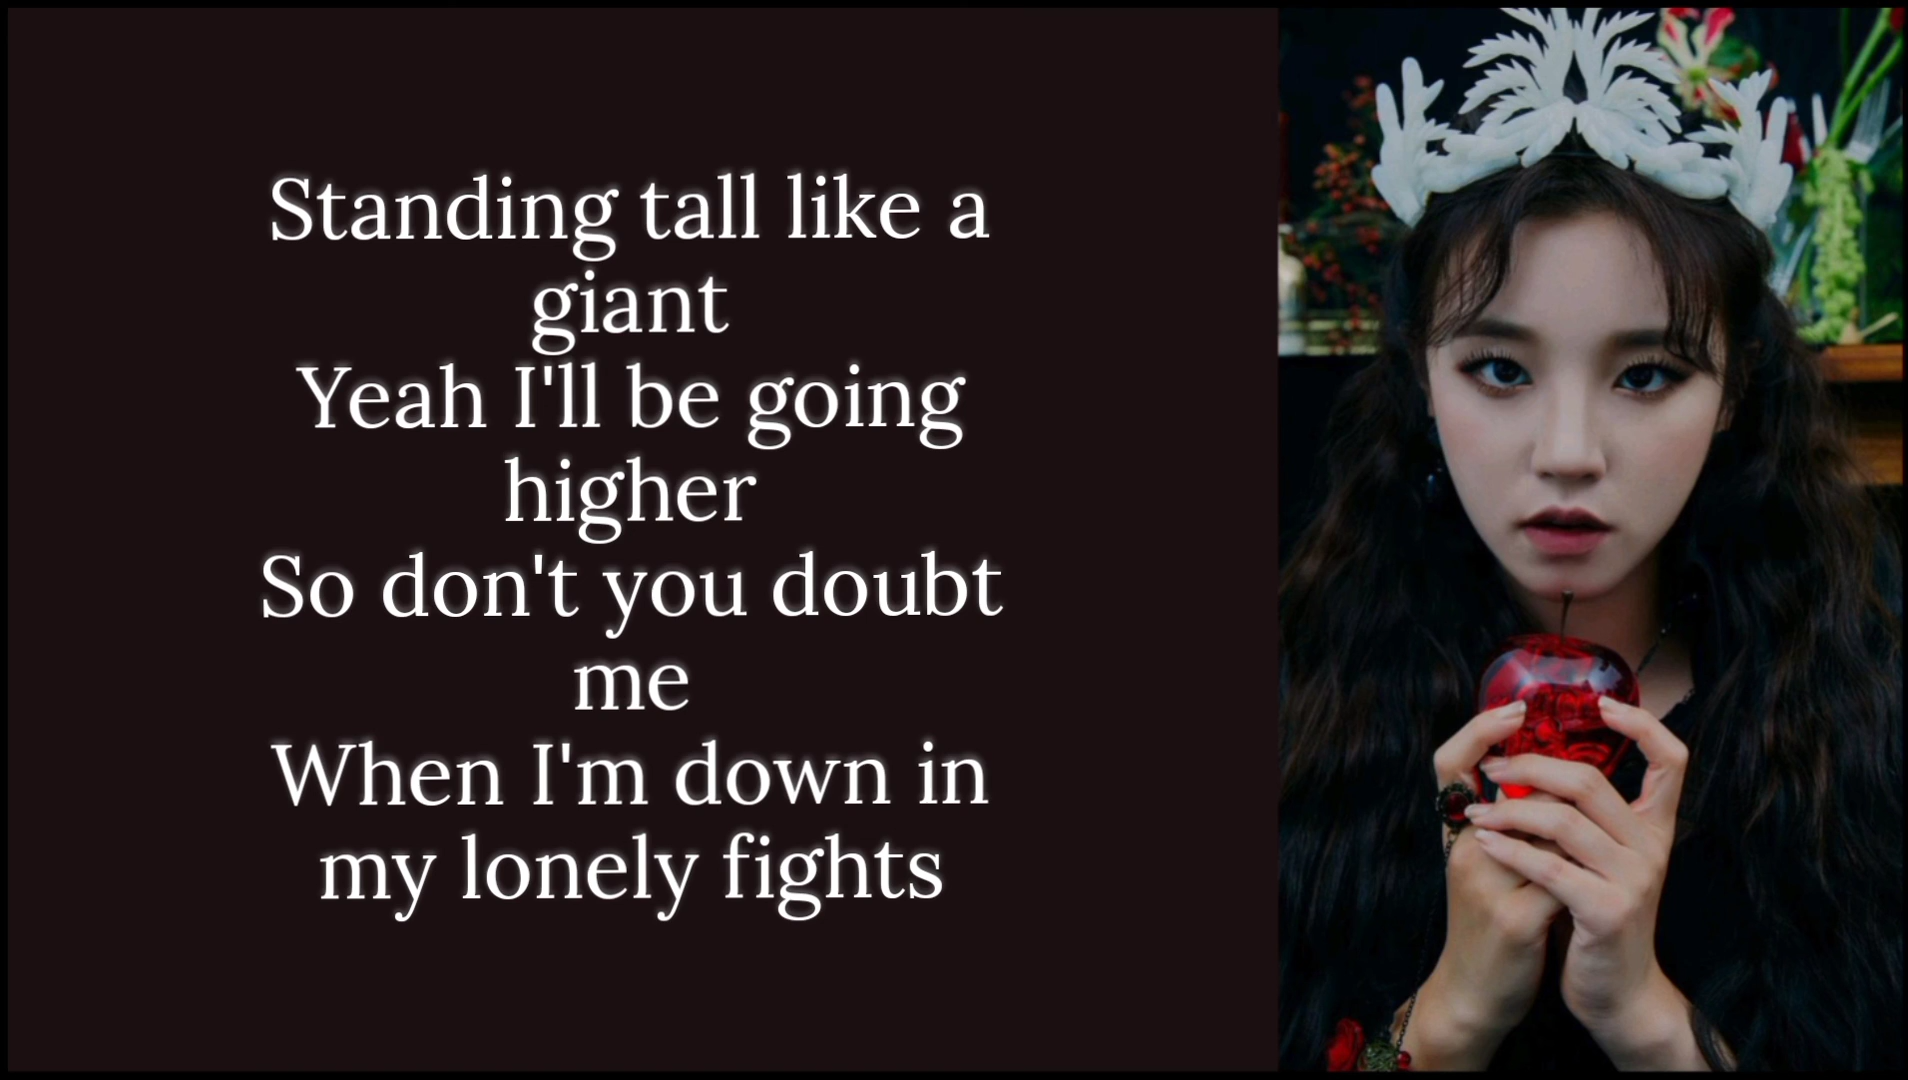 Standing tall like a
giant
Yeah I'll be going
higher
So don't you doubt
me
When I'm down in
my lonely fights